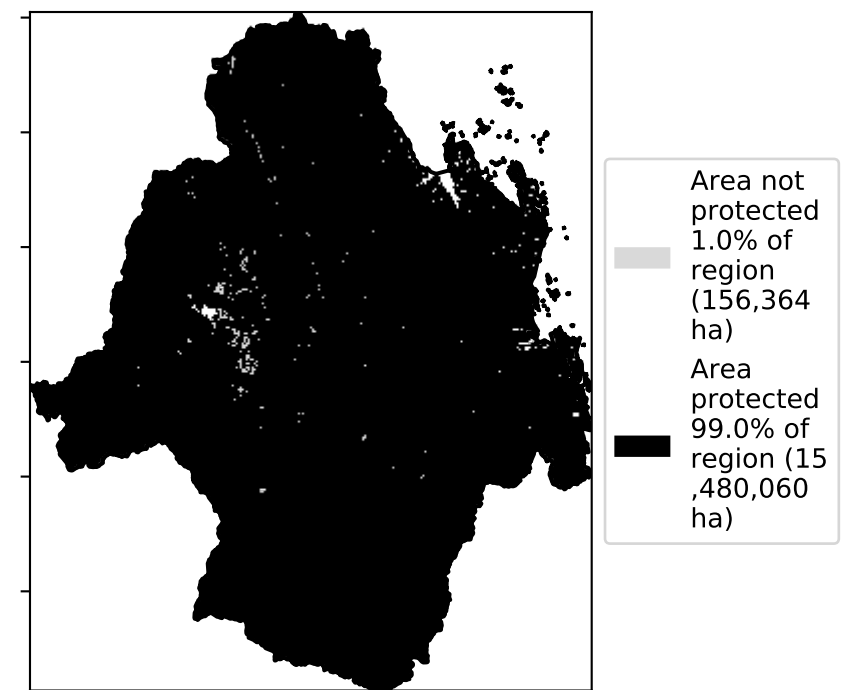 Area not
protected
1.0% of
region
(156,364
ha)
Area
protected
99.0% of
region (15
,480,060
ha)